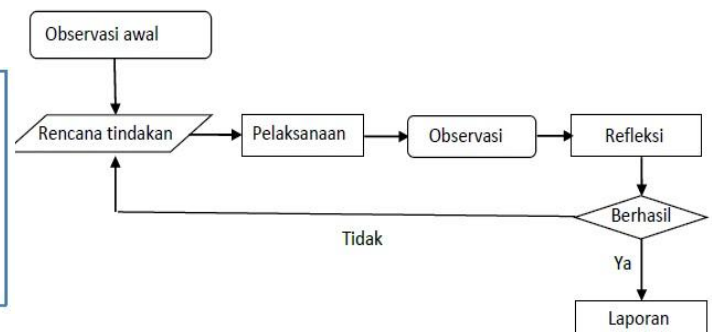 Observasi awal
Rencana tindakan
Pelaksanaan
Observasi
Refleksi
Berhasil
Tidak
Ya
Laporan